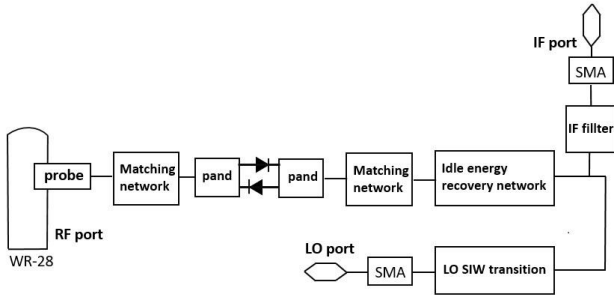 IF port
SMA
IF fillter
probe
Matching
network
pand
pand
Matching
network
Idle energy
recovery network
RF port
WR-28
LO port
SMA
LO SIW transition